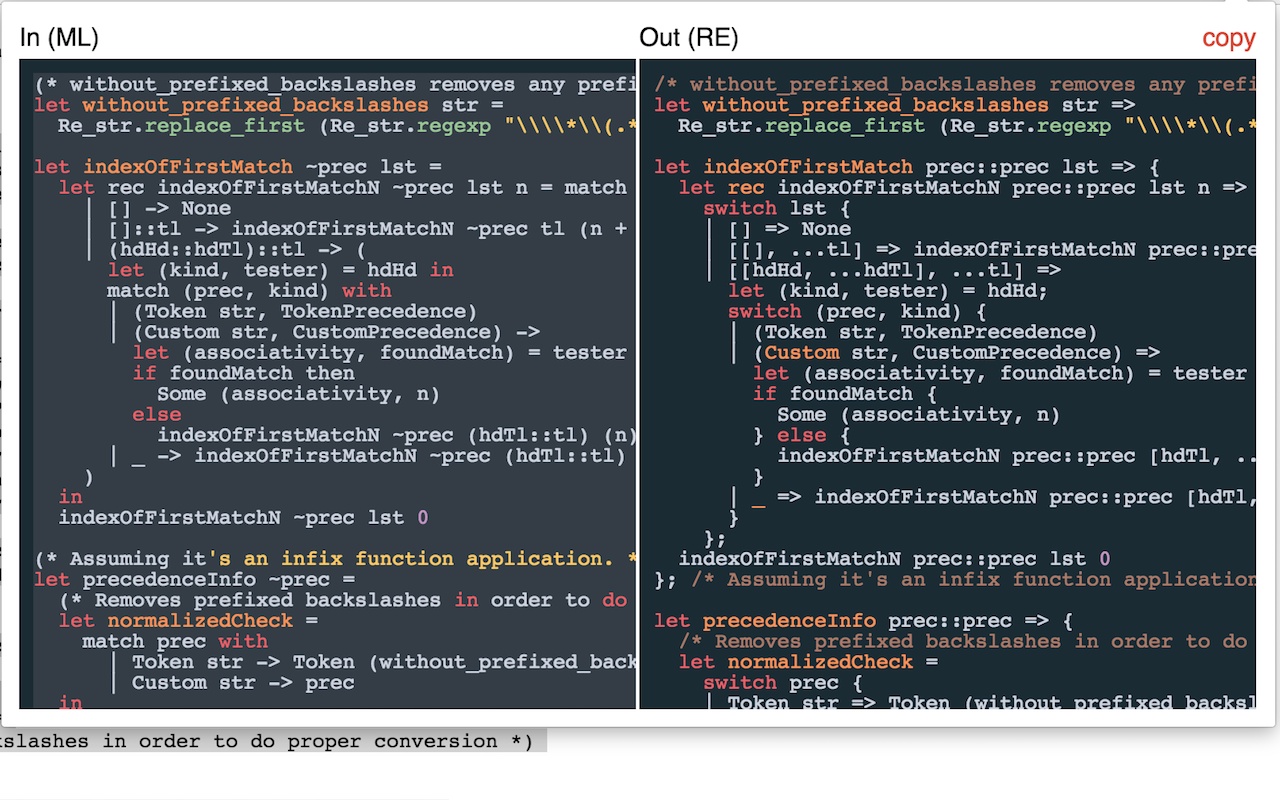 In (ML)
(* without_prefixed_backslashes removes any prefi
let without_prefixed_backslashes str =
  Re_str.replace_first (Re_str.regexp "\\\\*\\(.*
let indexOfFirstMatch ~prec lst =
  let rec indexOfFirstMatchN ~prec lst n = match
    | [] -> None
    | []::tl -> indexOfFirstMatchN ~prec tl (n +
    | (hdHd::hdTl)::tl -> (
      let (kind, tester) = hdHd in
      match (prec, kind) with
      | (Token str, TokenPrecedence)
      | (Custom str, CustomPrecedence) ->
        let (associativity, foundMatch) = tester
        if foundMatch then
          Some (associativity, n)
        else
          indexOfFirstMatchN ~prec (hdTl::tl) (n)
      | _ -> indexOfFirstMatchN ~prec (hdTl::tl)
    )
  in
  indexOfFirstMatchN ~prec lst 0
(* Assuming it's an infix function application. *
let precedenceInfo ~prec =
  (* Removes prefixed backslashes in order to do
  let normalizedCheck =
    match prec with
      | Token str -> Token (without_prefixed_back
      | Custom str -> prec
  in
Out (RE)
copy
/* without_prefixed_backslashes removes any prefi
let without_prefixed_backslashes str =>
  Re_str.replace_first (Re_str.regexp "\\\\*\\(.*
let indexOfFirstMatch prec::prec lst => {
  let rec indexOfFirstMatchN prec::prec lst n =>
    switch lst {
    | [] => None
    | [[], ...tl] => indexOfFirstMatchN prec::pre
    | [[hdHd, ...hdTl], ...tl] =>
      let (kind, tester) = hdHd;
      switch (prec, kind) {
      | (Token str, TokenPrecedence)
      | (Custom str, CustomPrecedence) =>
        let (associativity, foundMatch) = tester
        if foundMatch {
          Some (associativity, n)
        } else {
          indexOfFirstMatchN prec::prec [hdTl, ..
        }
      | _ => indexOfFirstMatchN prec::prec [hdTl,
      }
    };
  indexOfFirstMatchN prec::prec lst 0
}; /* Assuming it's an infix function application
let precedenceInfo prec::prec => {
  /* Removes prefixed backslashes in order to do
  let normalizedCheck =
    switch prec {
    | Token str => Token (without_prefixed_backsl
kslashes in order to do proper conversion *)